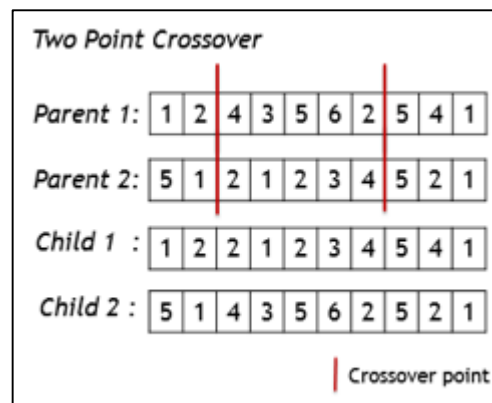 Two Point Crossover
Parent 1: 1 2 4 3 5 6 2 5 4 1
Parent 2: 5 1 2 1 2 3 4 5 2 1
Child 1 : 1 2 2 1 2 3 4 5 4 1
Child 2 : 5 1 4 3 5 6 2 5 2 1
Crossover point